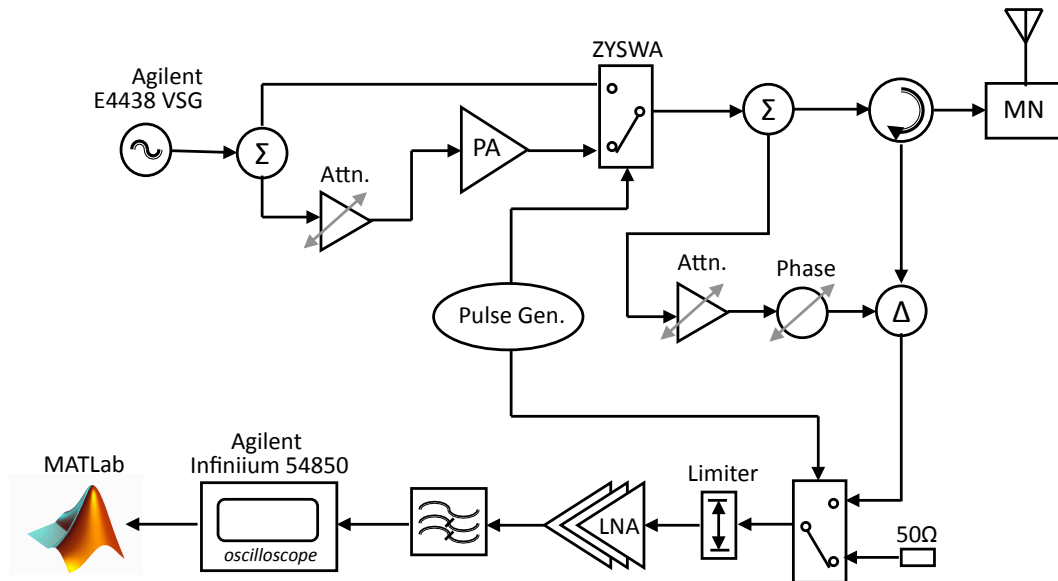 ZYSWA
Agilent
E4438 VSG
Σ
Σ
MN
PA
Attn.
Attn.
Phase
Pulse Gen.
Δ
Agilent
Infiniium 54850
MATLab
Limiter
LNA
50Ω
oscilloscope